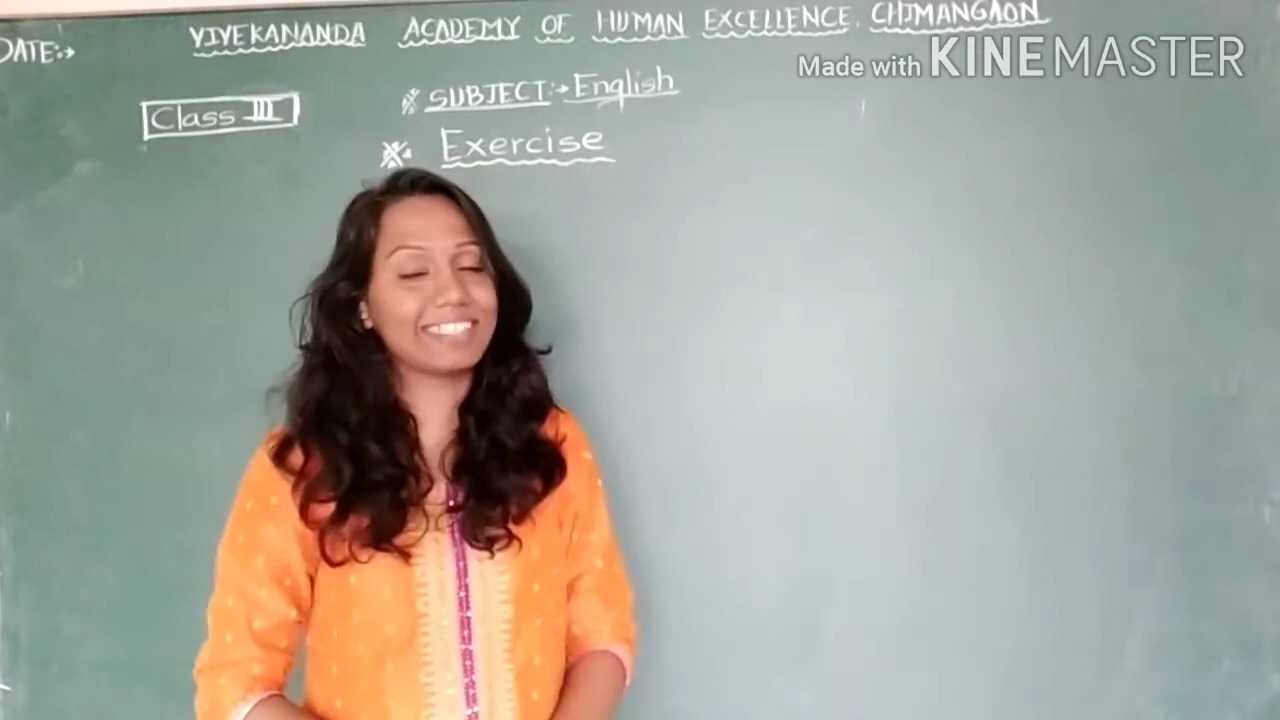 DATE:→
VIVEKANANDA ACADEMY OF HUMAN EXCELLENCE, CHIMANGAON
Made with KINEMASTER
Class III
※ SUBJECT:→ English
※ Exercise